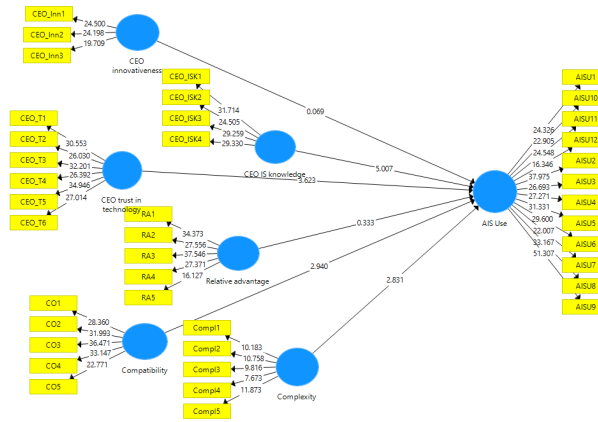 CEO_Inn1
CEO_Inn2
CEO_Inn3
24.500
24.198
19.709
CEO
innovativeness
CEO_ISK1
CEO_ISK2
CEO_ISK3
CEO_ISK4
31.714
24.505
29.259
29.330
CEO IS knowledge
CEO_T1
CEO_T2
CEO_T3
CEO_T4
CEO_T5
CEO_T6
30.553
26.030
32.201
26.392
34.946
27.014
CEO trust in
technology
RA1
RA2
RA3
RA4
RA5
34.373
27.556
37.546
27.371
16.127
Relative advantage
CO1
CO2
CO3
CO4
CO5
28.360
31.993
36.471
33.147
22.771
Compatibility
Compl1
Compl2
Compl3
Compl4
Compl5
10.183
10.758
9.816
7.673
11.873
Complexity
0.069
5.007
3.623
0.333
2.940
2.831
AIS Use
24.326
22.905
24.548
16.346
37.975
26.693
27.271
31.331
29.600
22.007
33.167
51.307
AISU1
AISU10
AISU11
AISU12
AISU2
AISU3
AISU4
AISU5
AISU6
AISU7
AISU8
AISU9